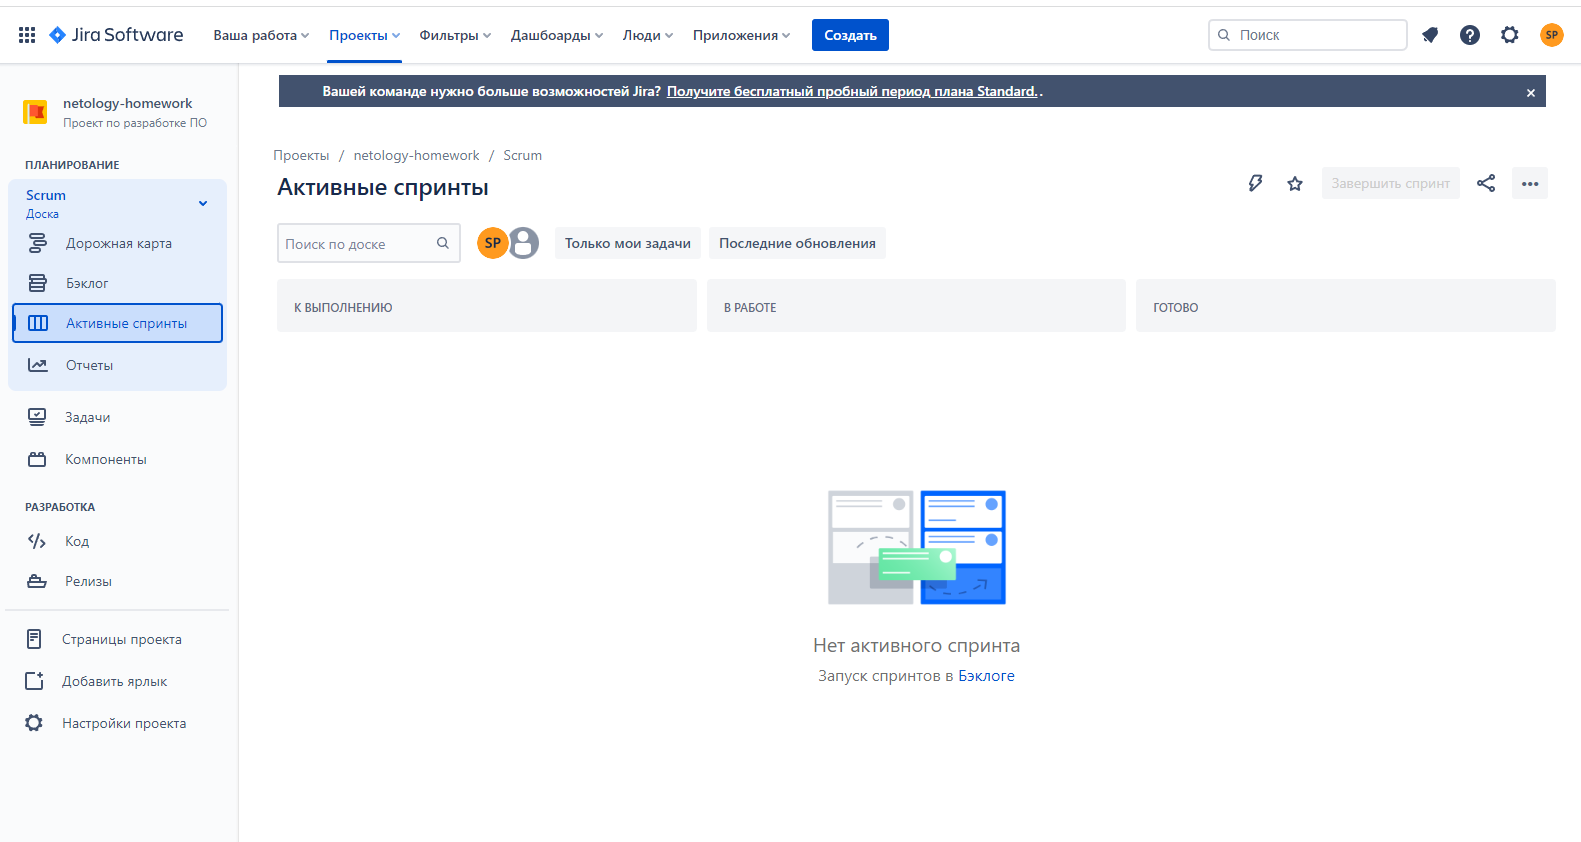 Jira Software
Ваша работа
Проекты
Фильтры
Дашбоарды
Люди
Приложения
Создать
Поиск
SP
netology-homework
Проект по разработке ПО
ПЛАНИРОВАНИЕ
Scrum
Доска
Дорожная карта
Бэклог
Активные спринты
Отчеты
Задачи
Компоненты
РАЗРАБОТКА
Код
Релизы
Страницы проекта
Добавить ярлык
Настройки проекта
Вашей команде нужно больше возможностей Jira? Получите бесплатный пробный период плана Standard..
Проекты / netology-homework / Scrum
Активные спринты
Завершить спринт
Поиск по доске
SP
Только мои задачи
Последние обновления
К ВЫПОЛНЕНИЮ
В РАБОТЕ
ГОТОВО
Нет активного спринта
Запуск спринтов в Бэклоге